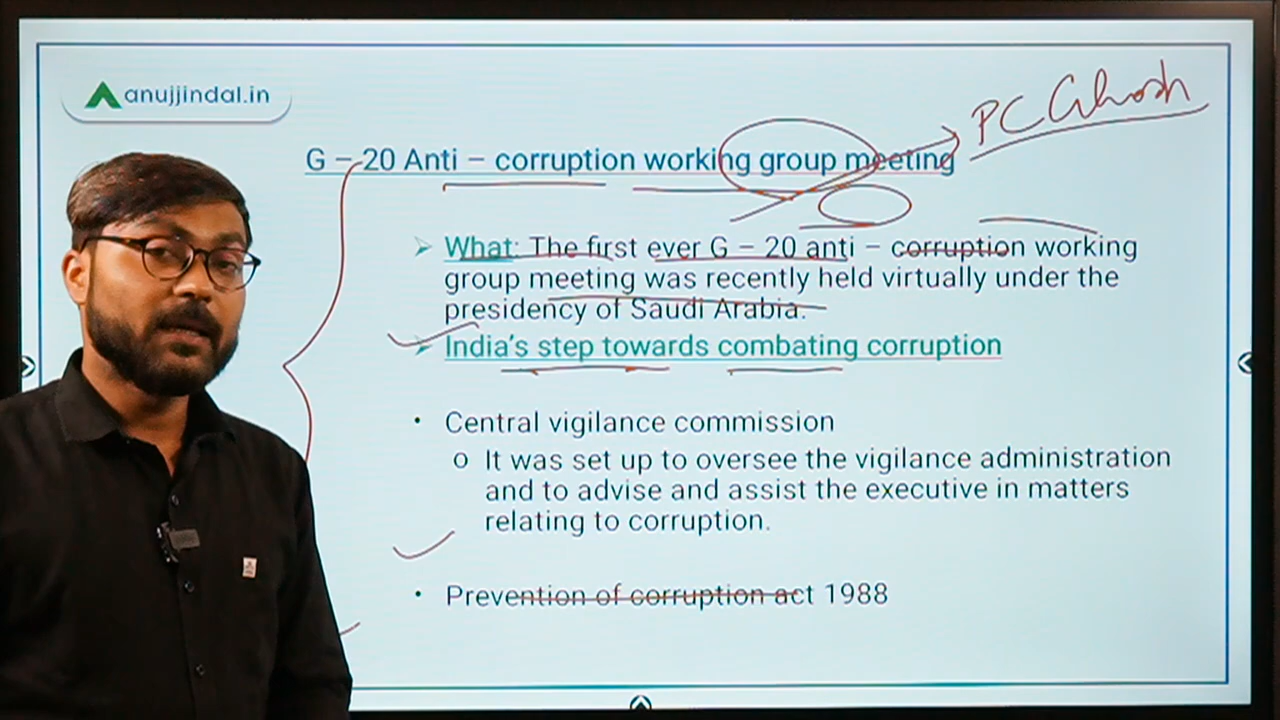 anujjindal.in
PC Ghosh
G – 20 Anti – corruption working group meeting
➢ What: The first ever G – 20 anti – corruption working
group meeting was recently held virtually under the
presidency of Saudi Arabia.
➢ India's step towards combating corruption
• Central vigilance commission
o It was set up to oversee the vigilance administration
and to advise and assist the executive in matters
relating to corruption.
• Prevention of corruption act 1988